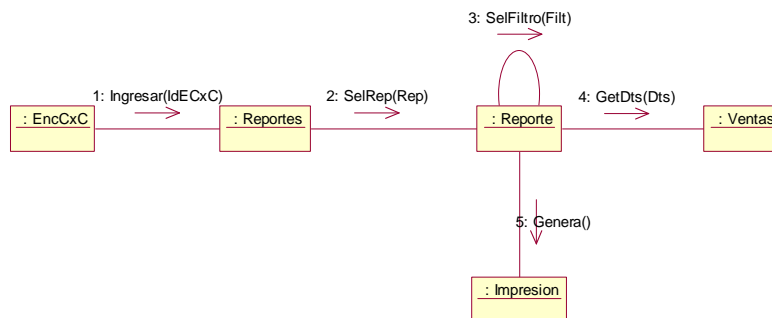 3: SelFiltro(Filt)
1: Ingresar(IdECxC)
2: SelRep(Rep)
4: GetDts(Dts)
: EncCxC
: Reportes
: Reporte
: Ventas
5: Genera()
: Impresion